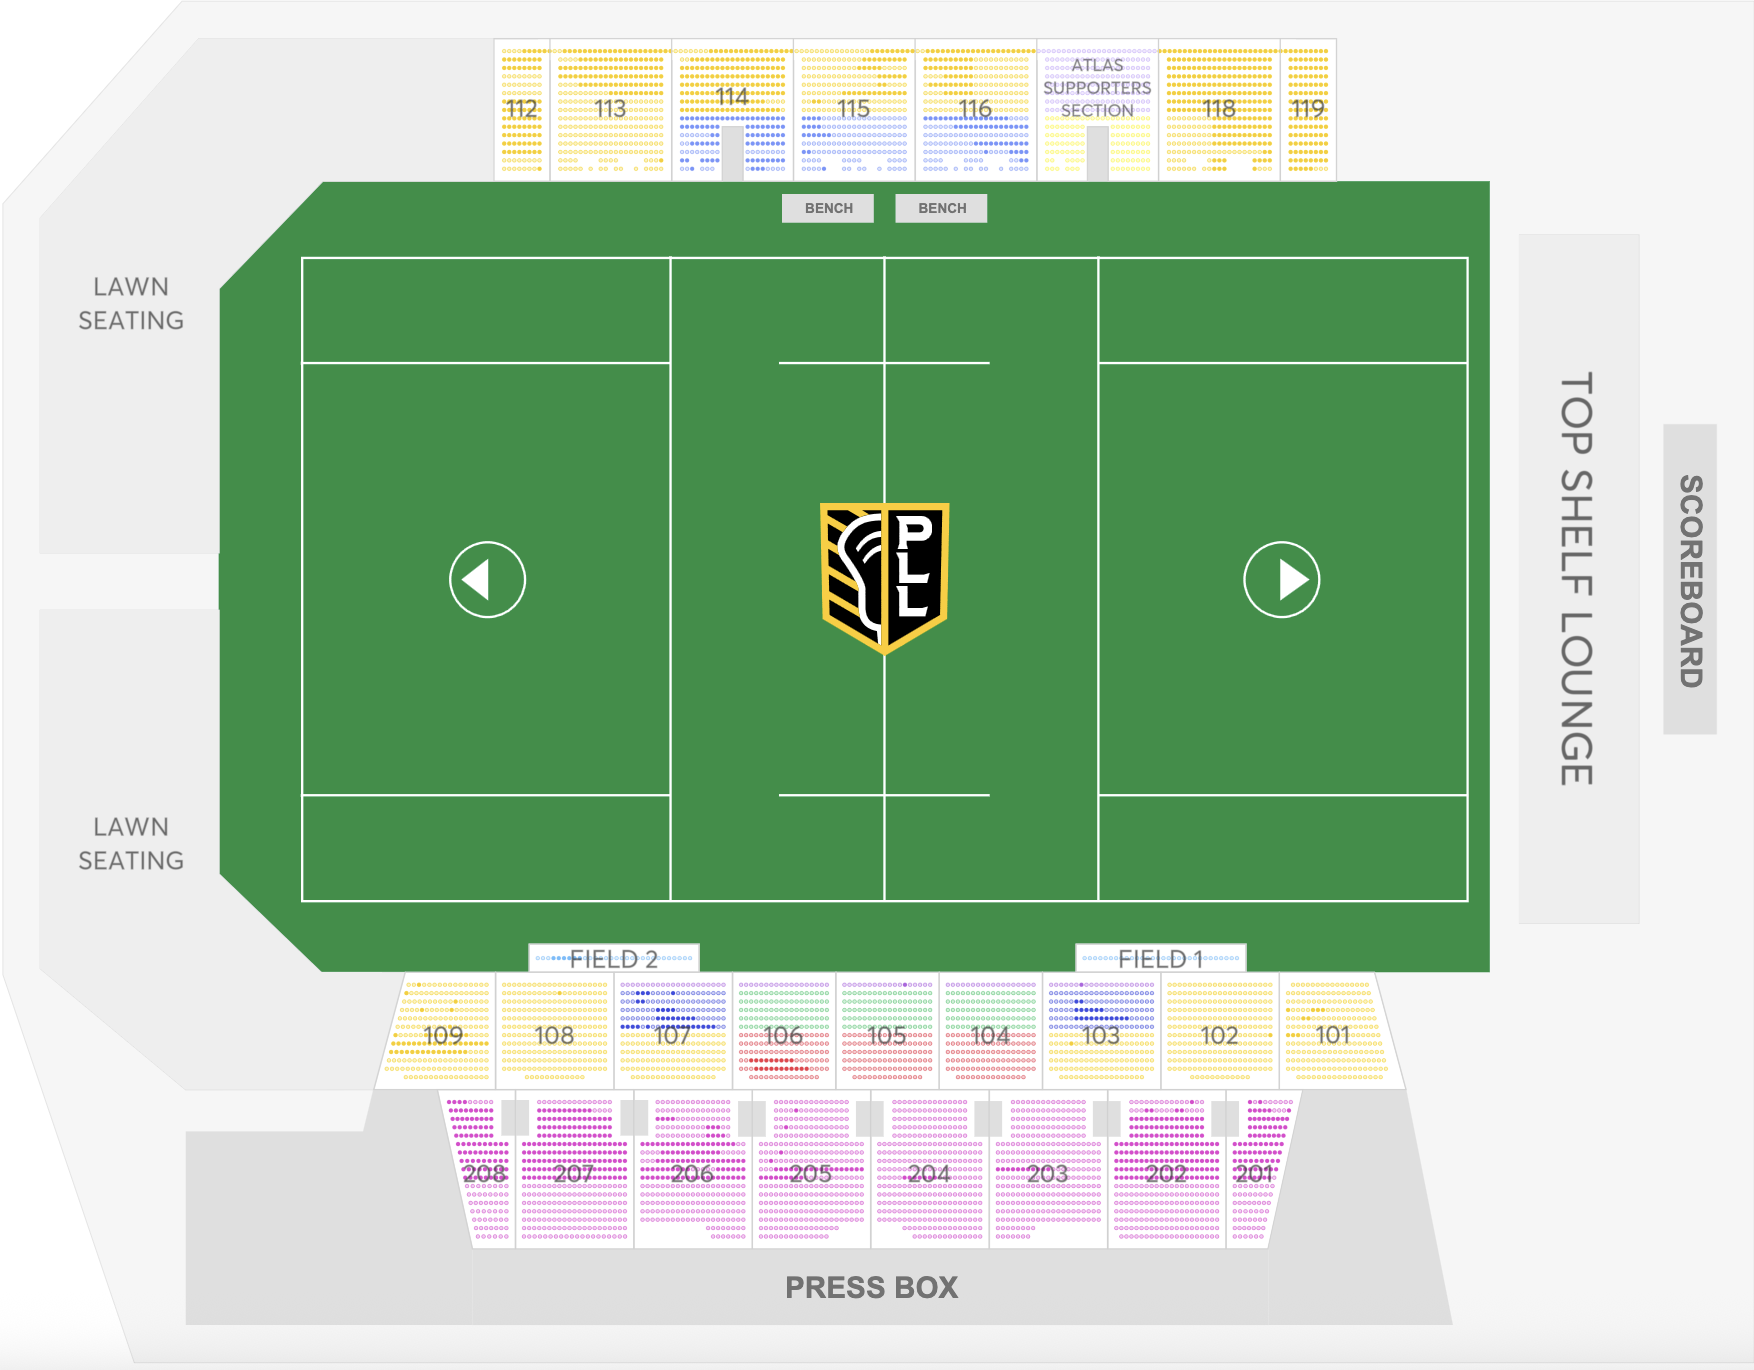 112
113
114
115
116
ATLAS
SUPPORTERS
SECTION
118
119
BENCH
BENCH
LAWN
SEATING
TOP SHELF LOUNGE
SCOREBOARD
PLL
LAWN
SEATING
FIELD 2
FIELD 1
109
108
107
106
105
104
103
102
101
208
207
206
205
204
203
202
201
PRESS BOX